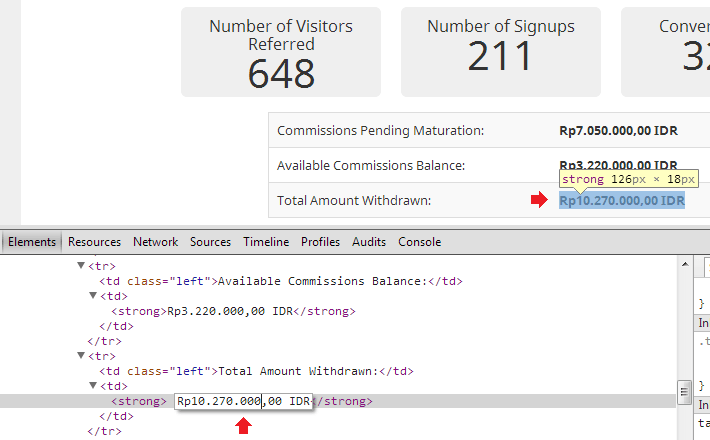 Number of Visitors
Referred
648
Number of Signups
211
Conver
32
Commissions Pending Maturation: Rp7.050.000,00 IDR
Available Commissions Balance: Rp3.220.000,00 IDR
strong 126px × 18px
Total Amount Withdrawn: Rp10.270.000,00 IDR
Elements Resources Network Sources Timeline Profiles Audits Console
▼<tr>
<td class="left">Available Commissions Balance:</td>
▼<td>
<strong>Rp3.220.000,00 IDR</strong>
</td>
</tr>
▼<tr>
<td class="left">Total Amount Withdrawn:</td>
▼<td>
<strong> Rp10.270.000,00 IDR</strong>
</td>
</tr>
}
In
.t
}
In
ta